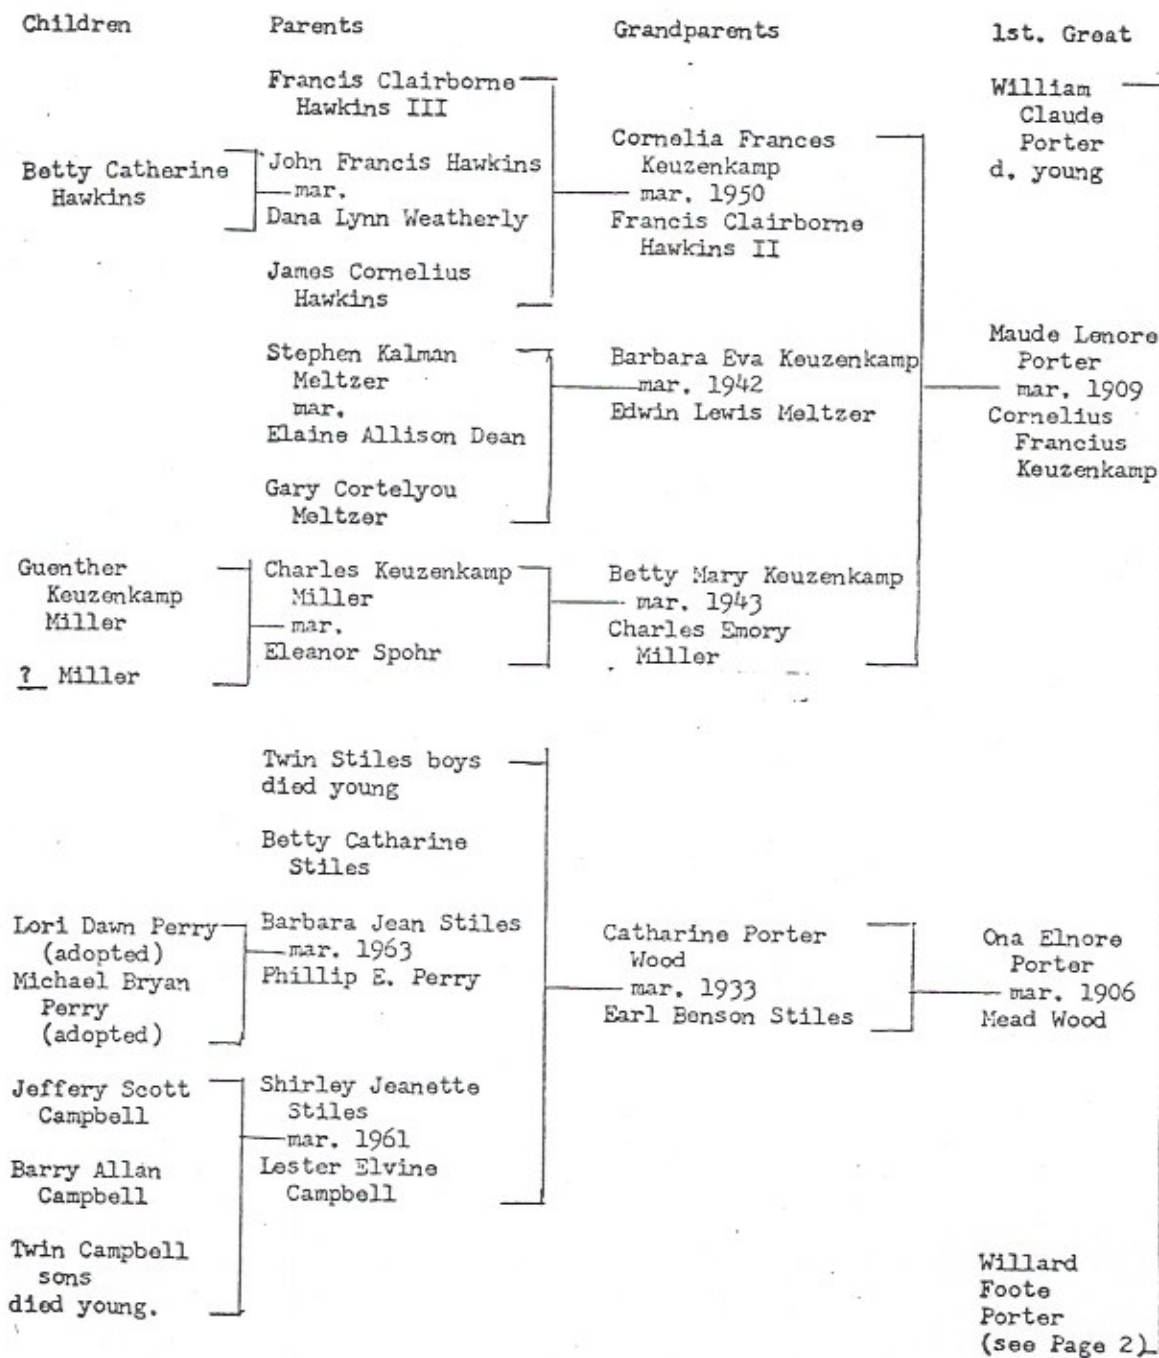 Children
Parents
Grandparents
1st. Great
Betty Catherine
Hawkins
Guenther
Keuzenkamp
Miller
? Miller
Lori Dawn Perry
(adopted)
Michael Bryan
Perry
(adopted)
Jeffery Scott
Campbell
Barry Allan
Campbell
Twin Campbell
sons
died young.
Francis Clairborne
Hawkins III
John Francis Hawkins
mar.
Dana Lynn Weatherly
James Cornelius
Hawkins
Stephen Kalman
Meltzer
mar.
Elaine Allison Dean
Gary Cortelyou
Meltzer
Charles Keuzenkamp
Miller
mar.
Eleanor Spohr
Twin Stiles boys
died young
Betty Catharine
Stiles
Barbara Jean Stiles
mar. 1963
Phillip E. Perry
Shirley Jeanette
Stiles
mar. 1961
Lester Elvine
Campbell
Cornelia Frances
Keuzenkamp
mar. 1950
Francis Clairborne
Hawkins II
Barbara Eva Keuzenkamp
mar. 1942
Edwin Lewis Meltzer
Betty Mary Keuzenkamp
mar. 1943
Charles Emory
Miller
Catharine Porter
Wood
mar. 1933
Earl Benson Stiles
William
Claude
Porter
d. young
Maude Lenore
Porter
mar. 1909
Cornelius
Francius
Keuzenkamp
Ona Elnore
Porter
mar. 1906
Mead Wood
Willard
Foote
Porter
(see Page 2)